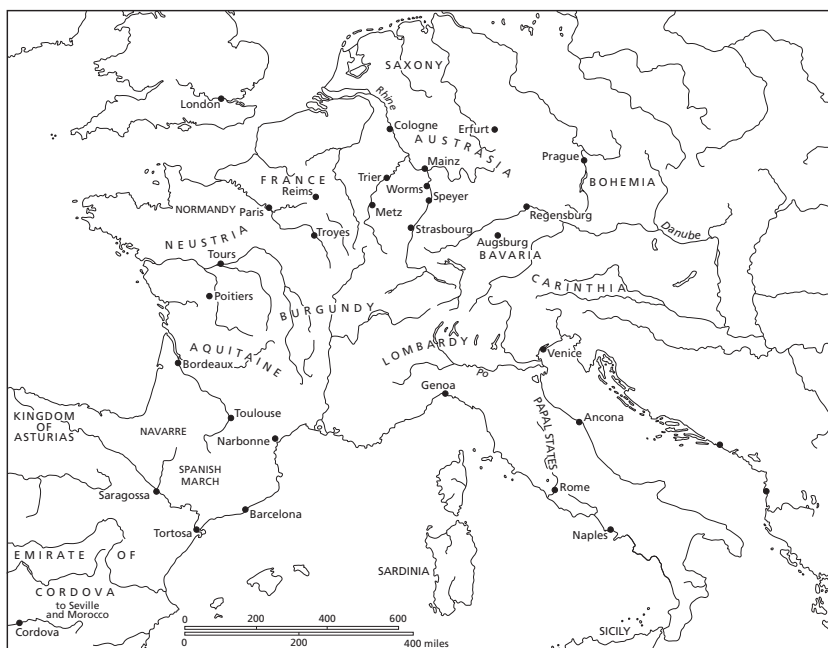 SAXONY
London
Rhine
Cologne
Erfurt
AUSTRASIA
Mainz
Prague
Trier
FRANCE
Worms
BOHEMIA
Reims
Speyer
NORMANDY
Paris
Metz
Regensburg
Troyes
Strasbourg
Danube
NEUSTRIA
Augsburg
BAVARIA
Tours
CARINTHIA
Poitiers
BURGUNDY
AQUITAINE
LOMBARDY
Venice
Bordeaux
Po
Genoa
KINGDOM
OF
ASTURIAS
Toulouse
PAPAL STATES
Ancona
NAVARRE
Narbonne
SPANISH
MARCH
Saragossa
Rome
Barcelona
Tortosa
Naples
EMIRATE OF
CORDOVA
to Seville
and Morocco
SARDINIA
Cordova
SICILY
0 200 400 600
0 200 400 miles